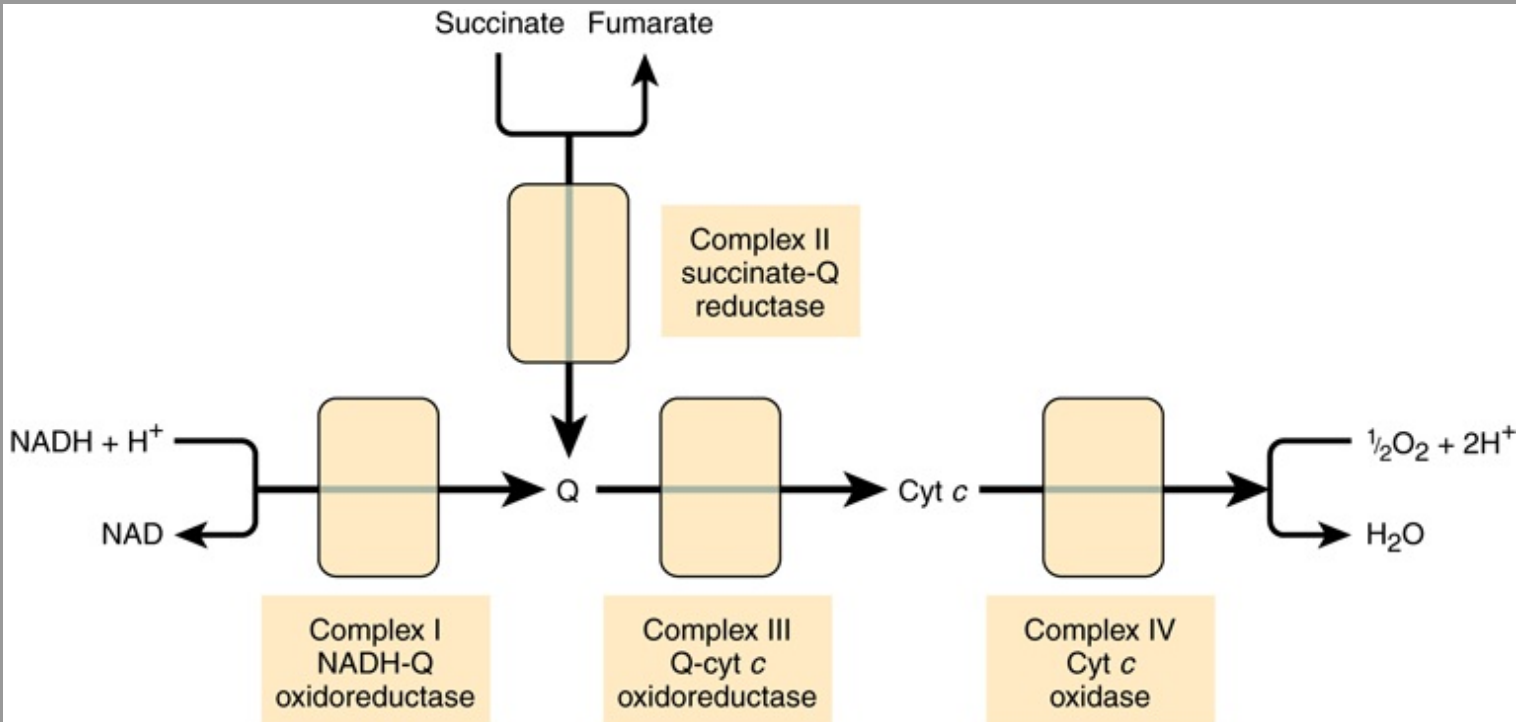 Succinate Fumarate
Complex II
succinate-Q
reductase
NADH + H⁺
NAD
Q
Cyt c
½O₂ + 2H⁺
H₂O
Complex I
NADH-Q
oxidoreductase
Complex III
Q-cyt c
oxidoreductase
Complex IV
Cyt c
oxidase